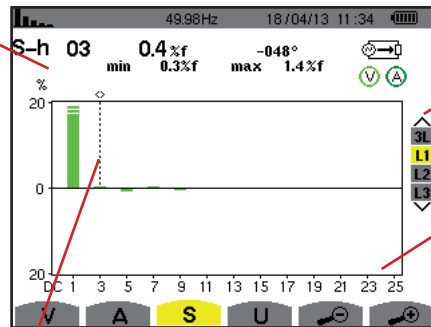 49.98Hz 18/04/13 11:34
S-h 03 0.4%f -048°
min 0.3%f max 1.4%f
V A
%
20
0
20
DC 1 3 5 7 9 11 13 15 17 19 21 23 25
3L
L1
L2
L3
V A S U